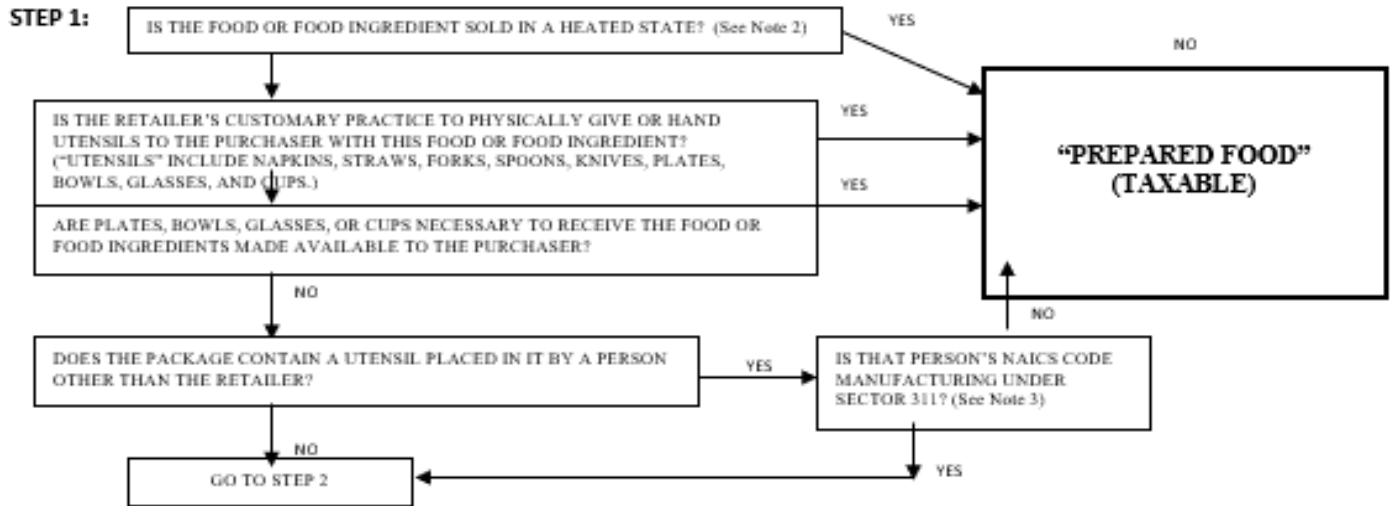 STEP 1:
IS THE FOOD OR FOOD INGREDIENT SOLD IN A HEATED STATE? (See Note 2)
YES
NO
IS THE RETAILER'S CUSTOMARY PRACTICE TO PHYSICALLY GIVE OR HAND
UTENSILS TO THE PURCHASER WITH THIS FOOD OR FOOD INGREDIENT?
("UTENSILS" INCLUDE NAPKINS, STRAWS, FORKS, SPOONS, KNIVES, PLATES,
BOWLS, GLASSES, AND CUPS.)
YES
"PREPARED FOOD"
(TAXABLE)
YES
ARE PLATES, BOWLS, GLASSES, OR CUPS NECESSARY TO RECEIVE THE FOOD OR
FOOD INGREDIENTS MADE AVAILABLE TO THE PURCHASER?
NO
NO
DOES THE PACKAGE CONTAIN A UTENSIL PLACED IN IT BY A PERSON
OTHER THAN THE RETAILER?
YES
IS THAT PERSON'S NAICS CODE
MANUFACTURING UNDER
SECTOR 311? (See Note 3)
NO
YES
GO TO STEP 2